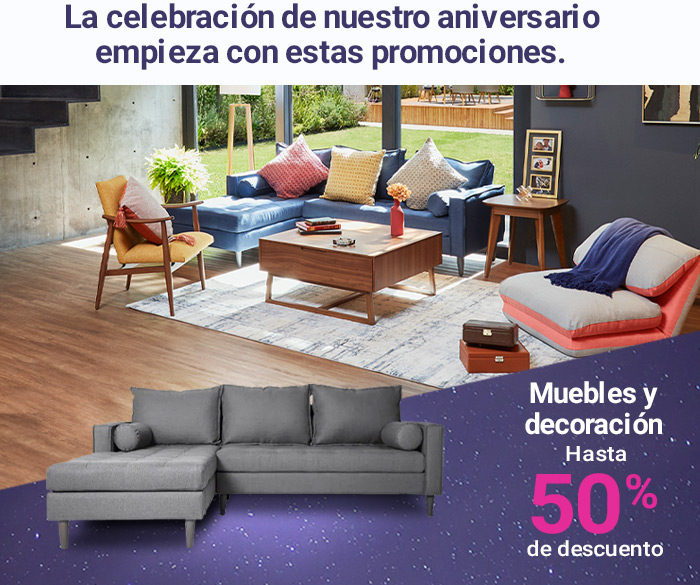 La celebración de nuestro aniversario
empieza con estas promociones.
Muebles y
decoración
Hasta
50%
de descuento